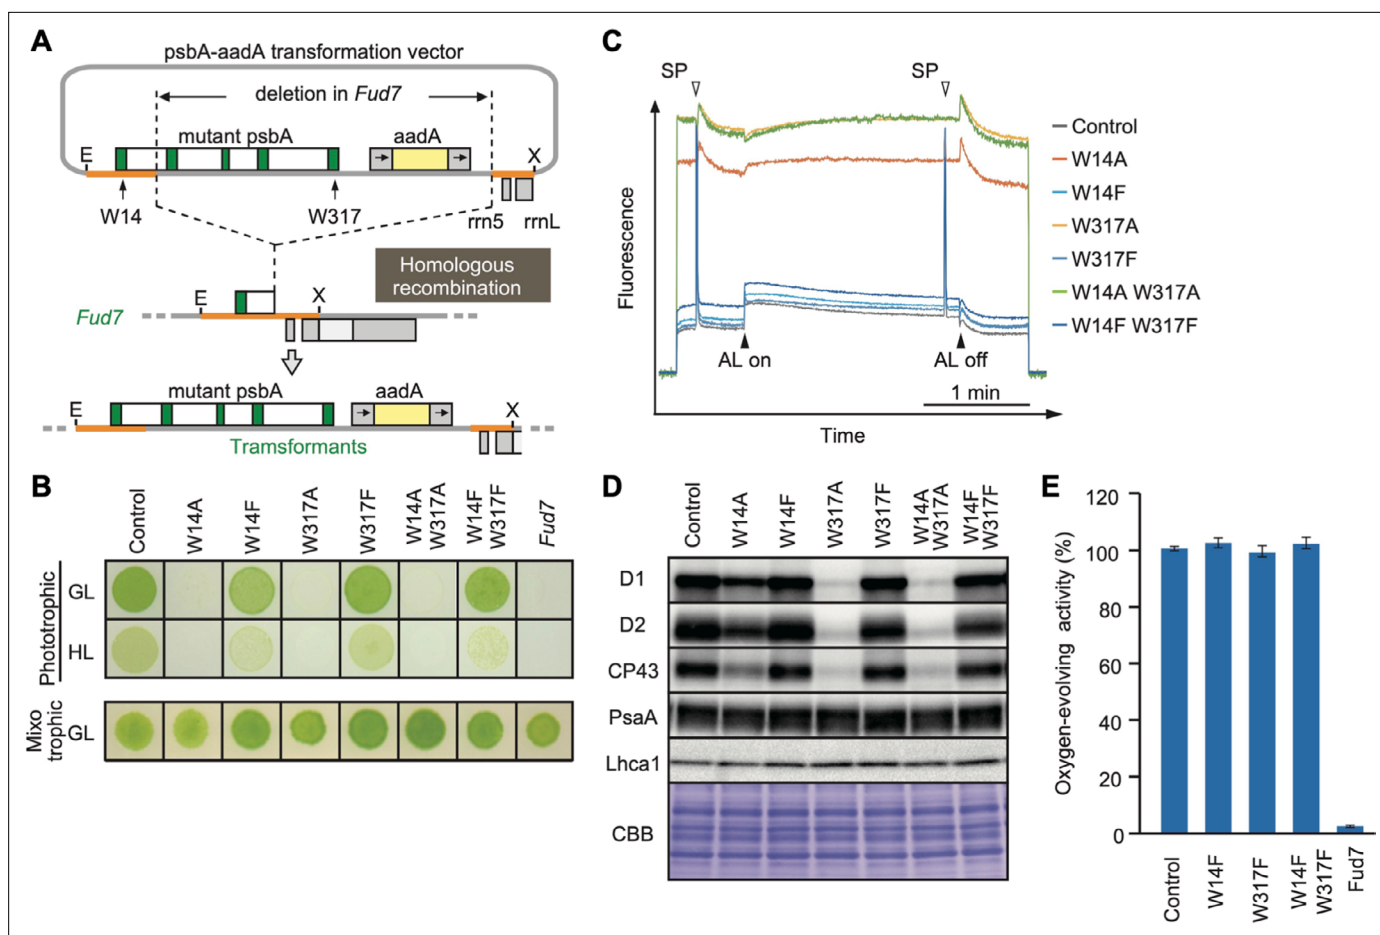 A
psbA-aadA transformation vector
deletion in Fud7
mutant psbA
aadA
E
X
W14
W317
rrn5
rrnL
Homologous
recombination
E
X
Fud7
mutant psbA
aadA
E
X
Tramsformants
B
Control
W14A
W14F
W317A
W317F
W14A
W317A
W14F
W317F
Fud7
Phototrophic
GL
HL
Mixo
trophic
GL
C
SP
SP
Fluorescence
AL on
AL off
1 min
Time
Control
W14A
W14F
W317A
W317F
W14A W317A
W14F W317F
D
Control
W14A
W14F
W317A
W317F
W14A
W317A
W14F
W317F
D1
D2
CP43
PsaA
Lhca1
CBB
E
Oxygen-evolving activity (%)
120
100
80
60
40
20
0
Control
W14F
W317F
W14F
W317F
Fud7